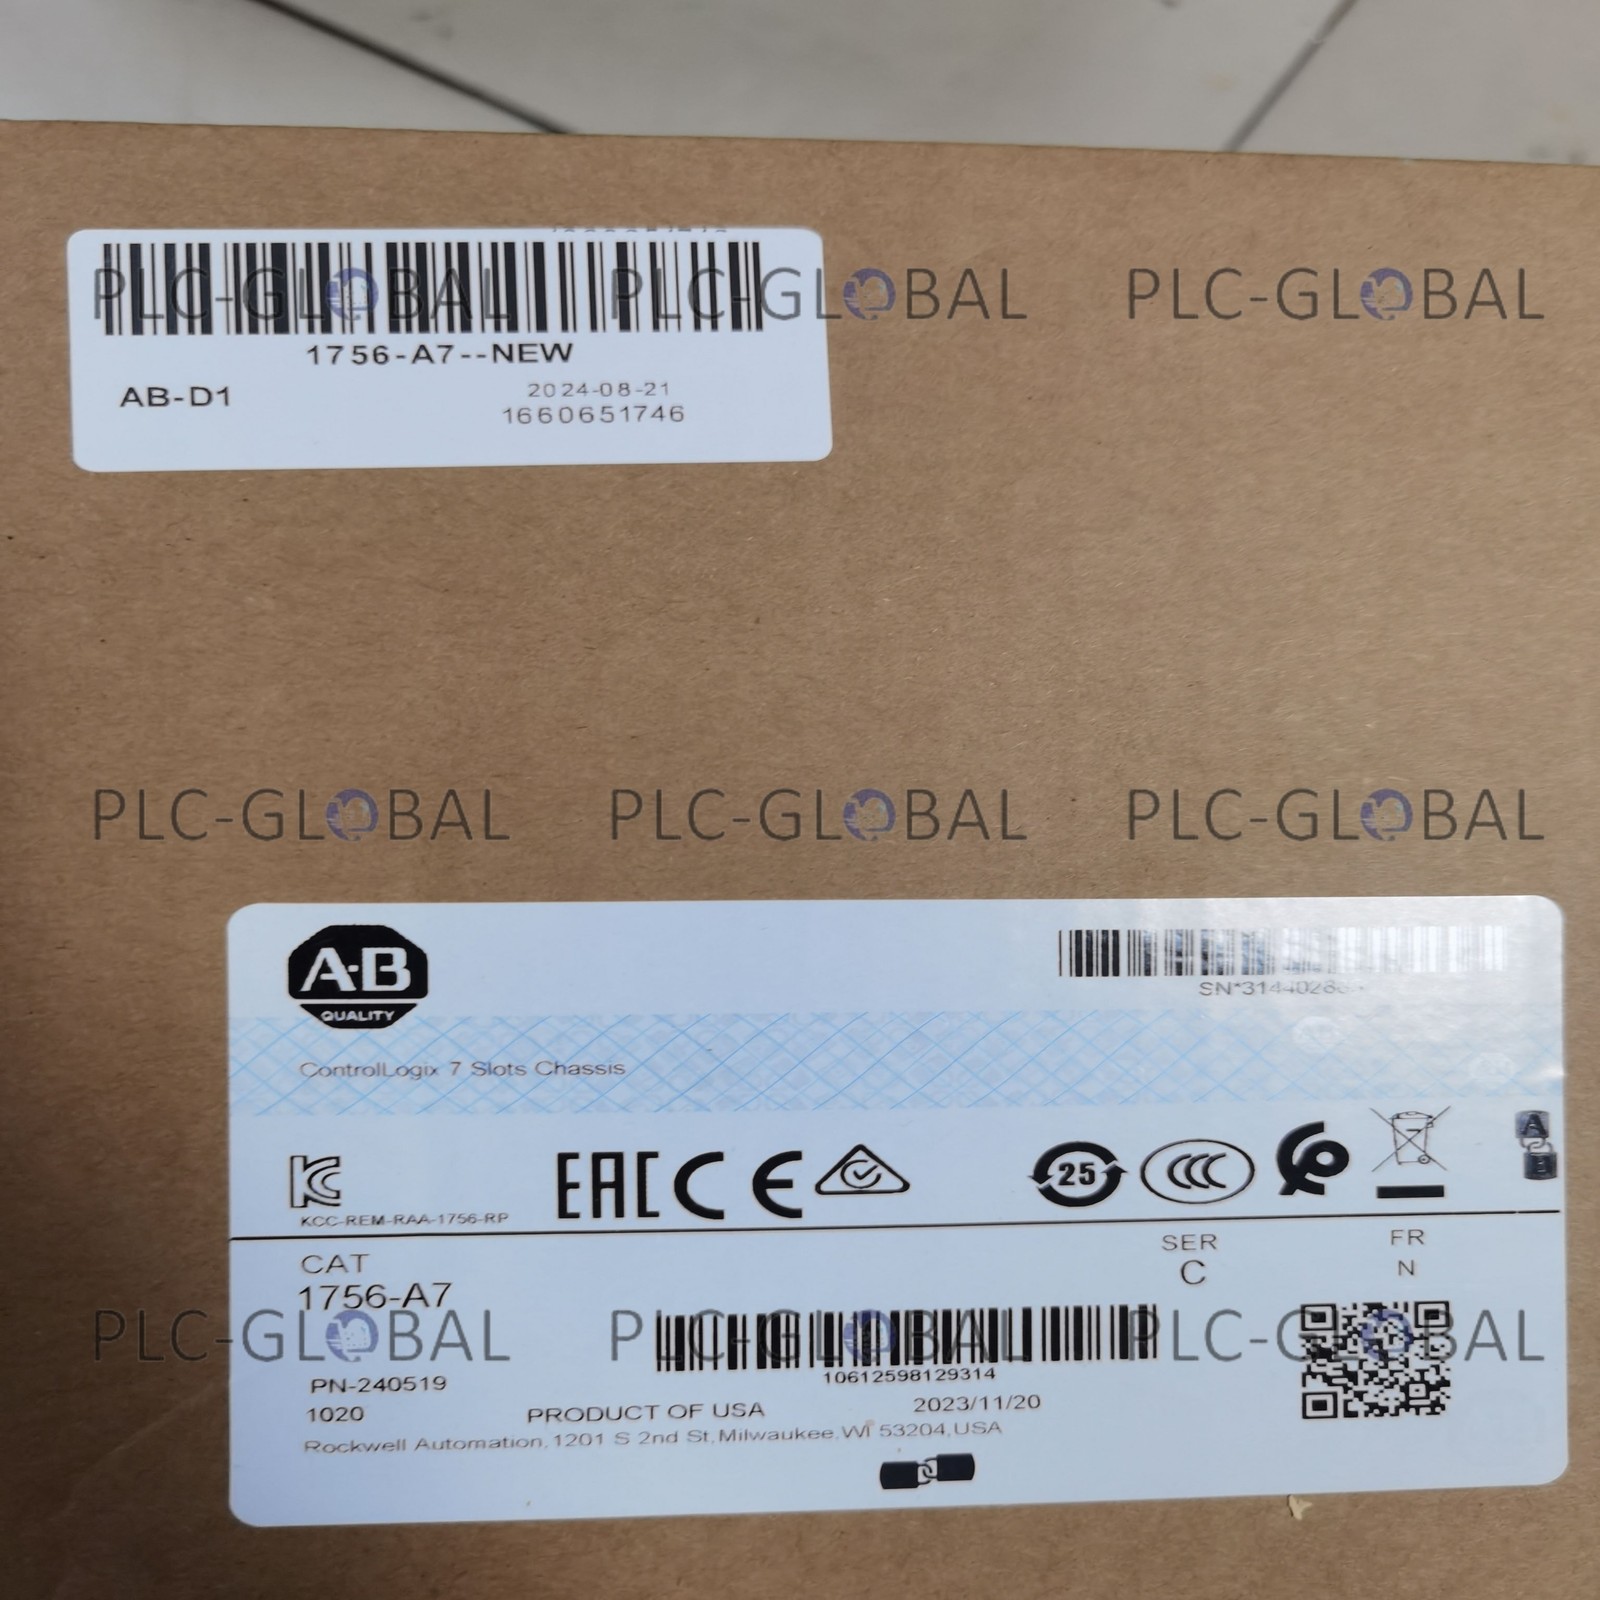 1756-A7--NEW
AB-D1
2024-08-21
1660651746
PLC-GLOBAL PLC-GLOBAL PLC-GLOBAL
PLC-GLOBAL PLC-GLOBAL PLC-GLOBAL
A-B
QUALITY
ControlLogix 7 Slots Chassis
KCC-REM-RAA-1756-RP
EAC CE
25
CCC
A
B
CAT
1756-A7
SER
C
FR
N
PLC-GLOBAL PLC-GLOBAL PLC-GLOBAL
10612598129314
PN-240519
1020
PRODUCT OF USA
2023/11/20
Rockwell Automation, 1201 S 2nd St, Milwaukee, WI 53204, USA